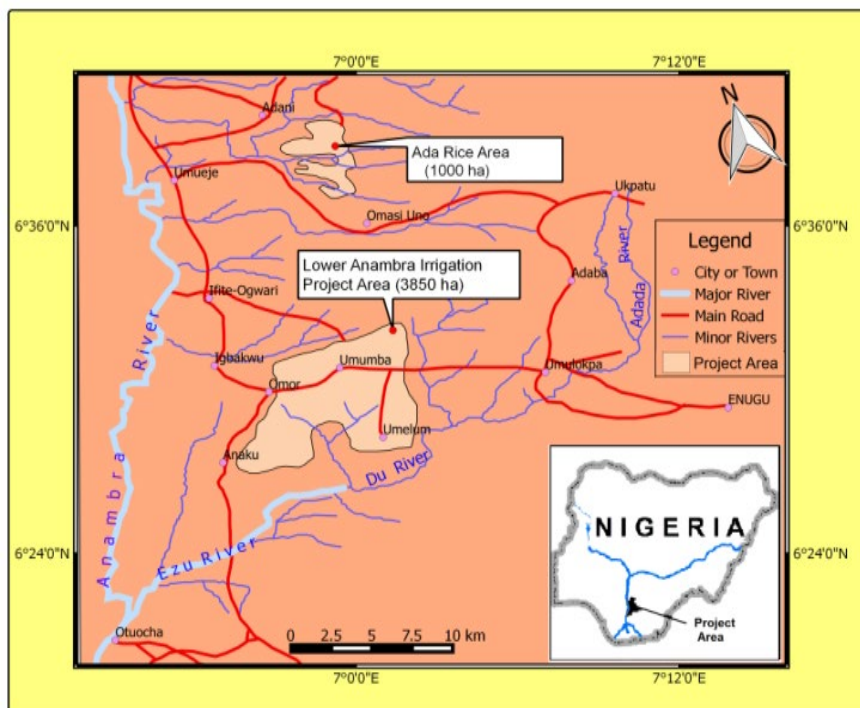 7°0'0"E
7°12'0"E
N
Adani
Ada Rice Area
(1000 ha)
Umueje
Ukpatu
Omasi Uno
6°36'0"N
6°36'0"N
Lower Anambra Irrigation
Project Area (3850 ha)
Legend
City or Town
Major River
Main Road
Minor Rivers
Project Area
Adaba
Adada River
Ifite-Ogwari
Anambra River
Igbakwu
Umumba
Umulokpa
Omor
ENUGU
Umelum
Anaku
Du River
Ezu River
NIGERIA
Project
Area
6°24'0"N
6°24'0"N
Otuocha
0 2.5 5 7.5 10 km
7°0'0"E
7°12'0"E